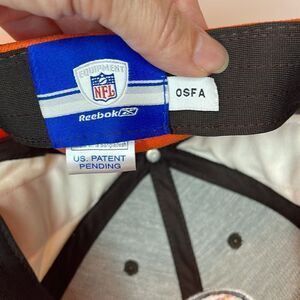 EQUIPMENT
NFL
Reebok
OSFA
U.S. PATENT
PENDING